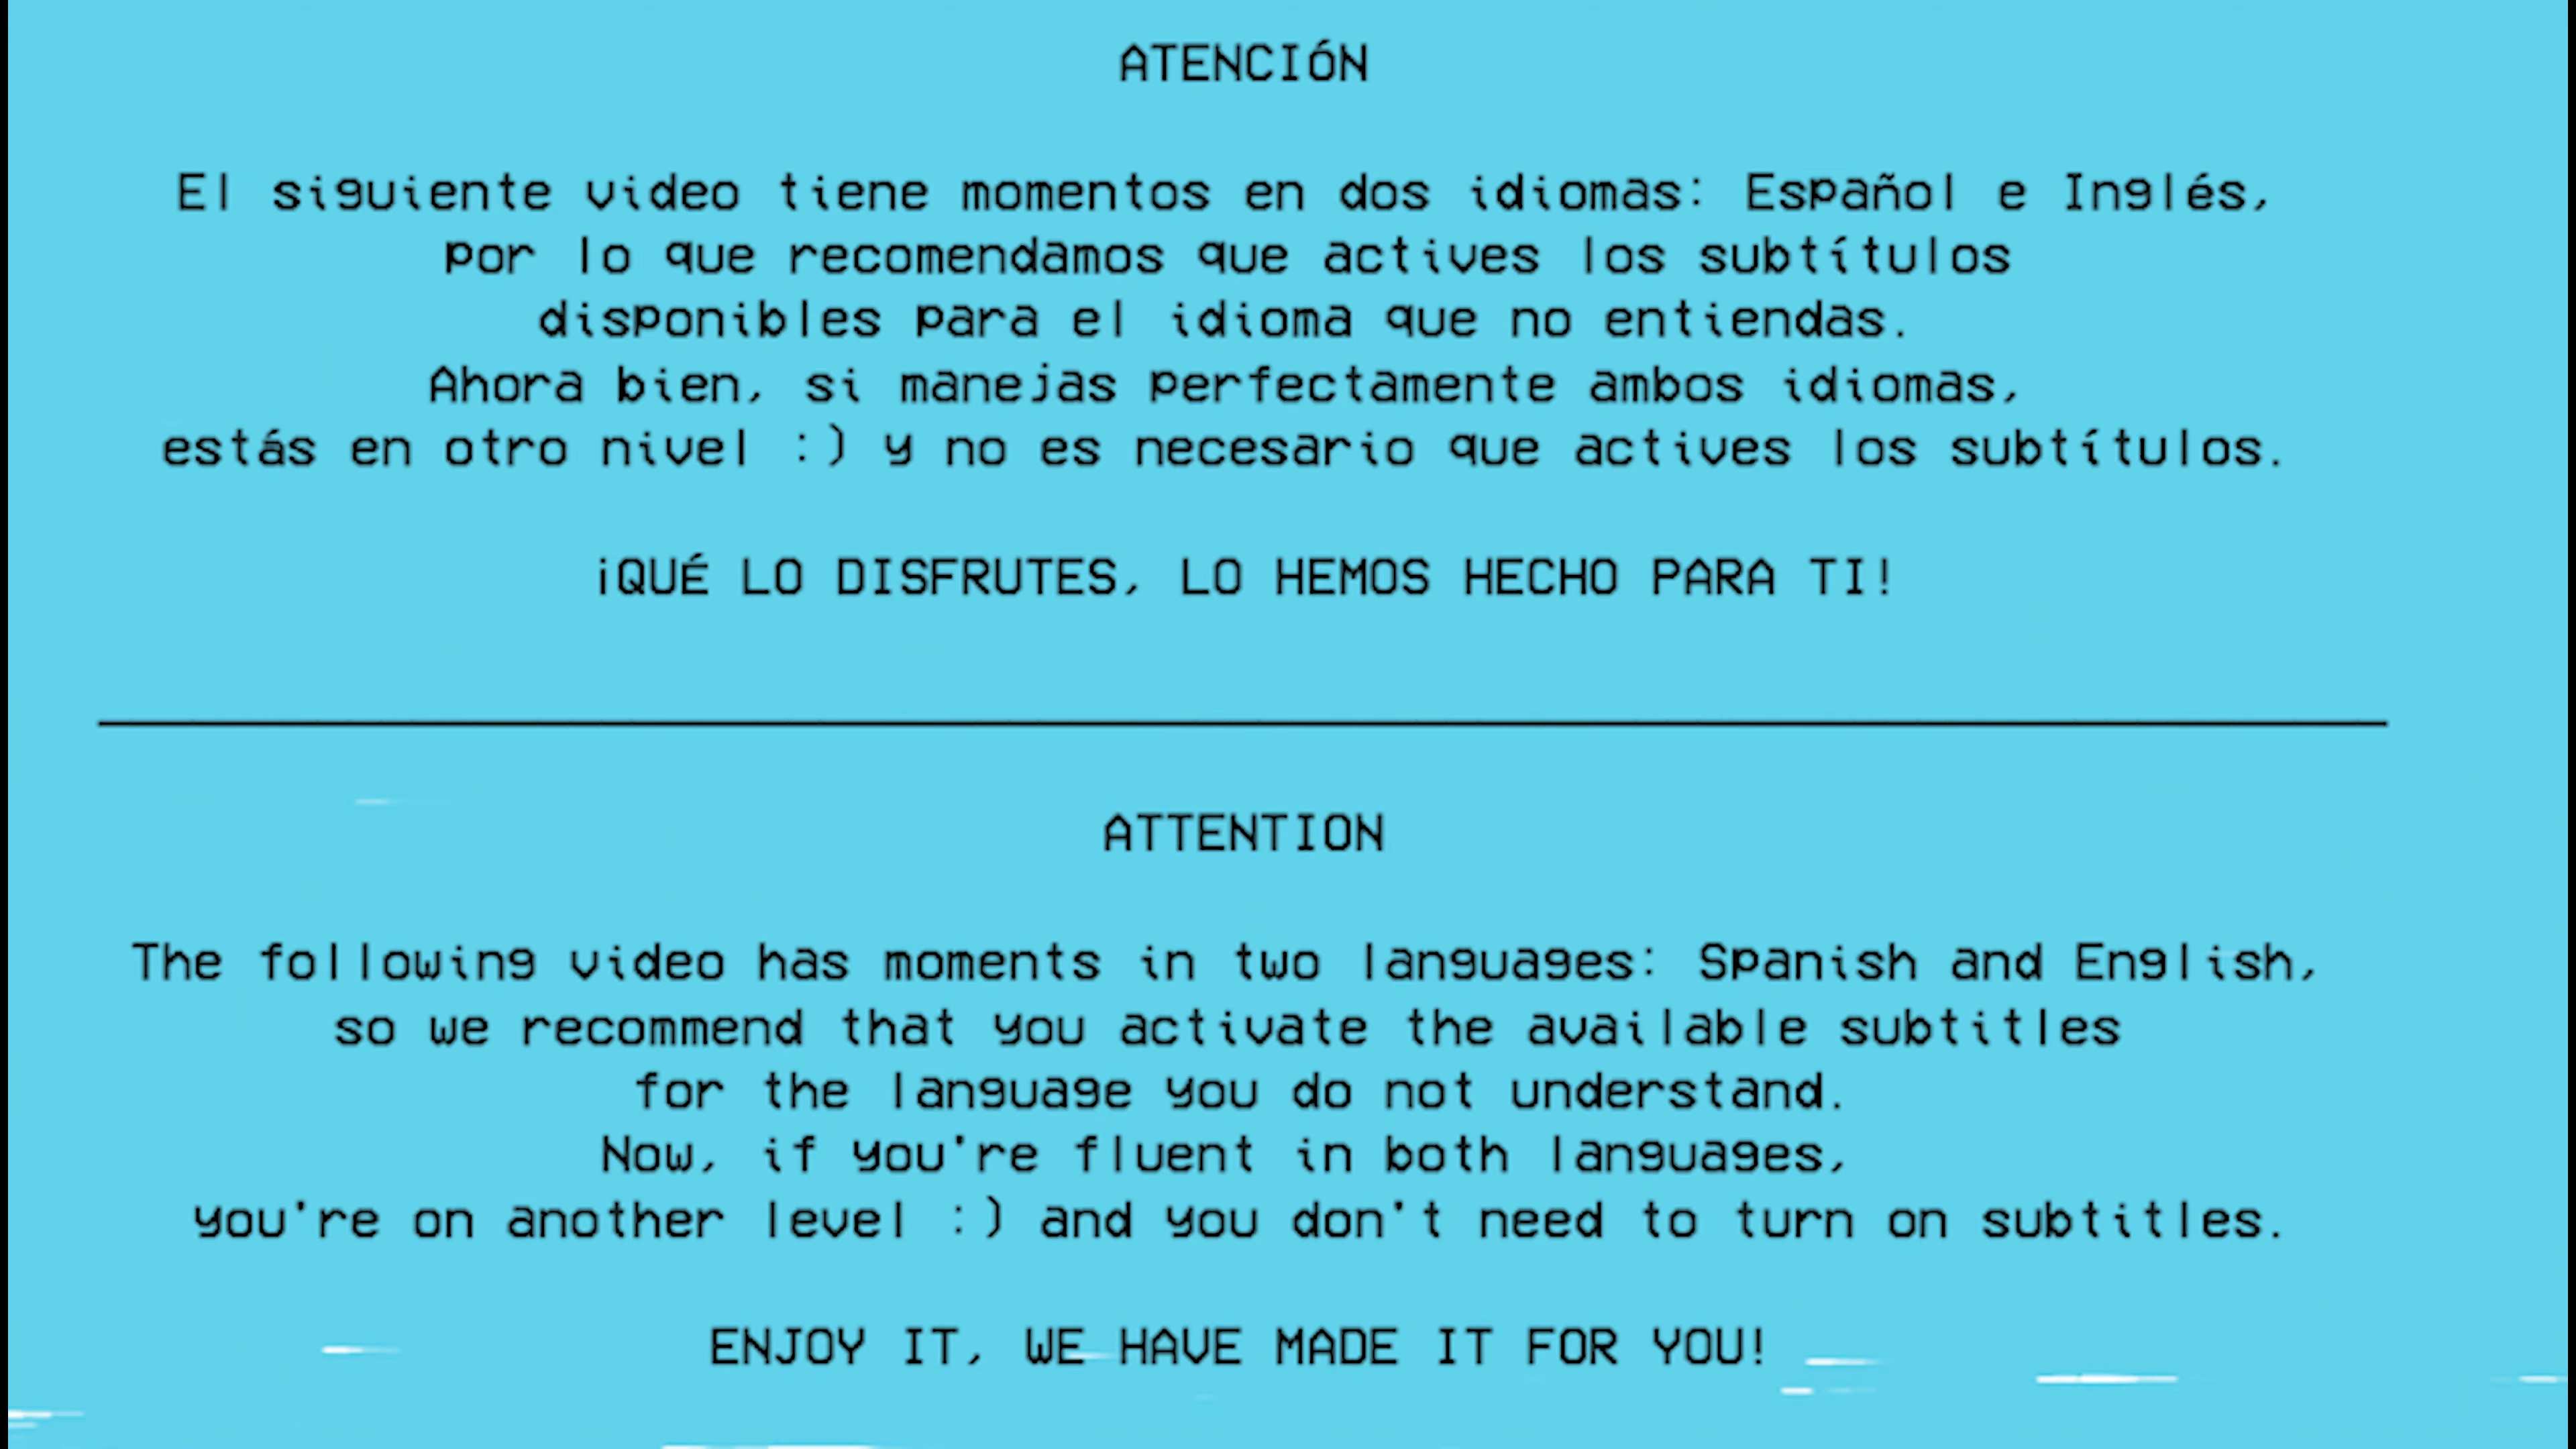 ATENCIÓN
El siguiente video tiene momentos en dos idiomas: Español e Inglés,
por lo que recomendamos que actives los subtítulos
disponibles para el idioma que no entiendas.
Ahora bien, si manejas perfectamente ambos idiomas,
estás en otro nivel :) y no es necesario que actives los subtítulos.
¡QUÉ LO DISFRUTES, LO HEMOS HECHO PARA TI!
ATTENTION
The following video has moments in two languages: Spanish and English,
so we recommend that you activate the available subtitles
for the language you do not understand.
Now, if you're fluent in both languages,
you're on another level :) and you don't need to turn on subtitles.
ENJOY IT, WE HAVE MADE IT FOR YOU!